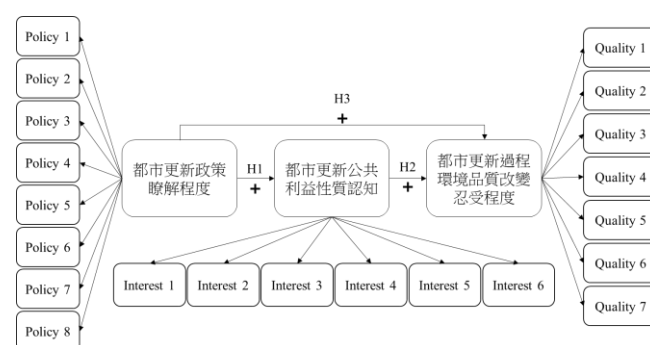 Policy 1
Policy 2
Policy 3
Policy 4
Policy 5
Policy 6
Policy 7
Policy 8
H3
+
都市更新政策
瞭解程度
H1
+
都市更新公共
利益性質認知
H2
+
都市更新過程
環境品質改變
忍受程度
Interest 1
Interest 2
Interest 3
Interest 4
Interest 5
Interest 6
Quality 1
Quality 2
Quality 3
Quality 4
Quality 5
Quality 6
Quality 7